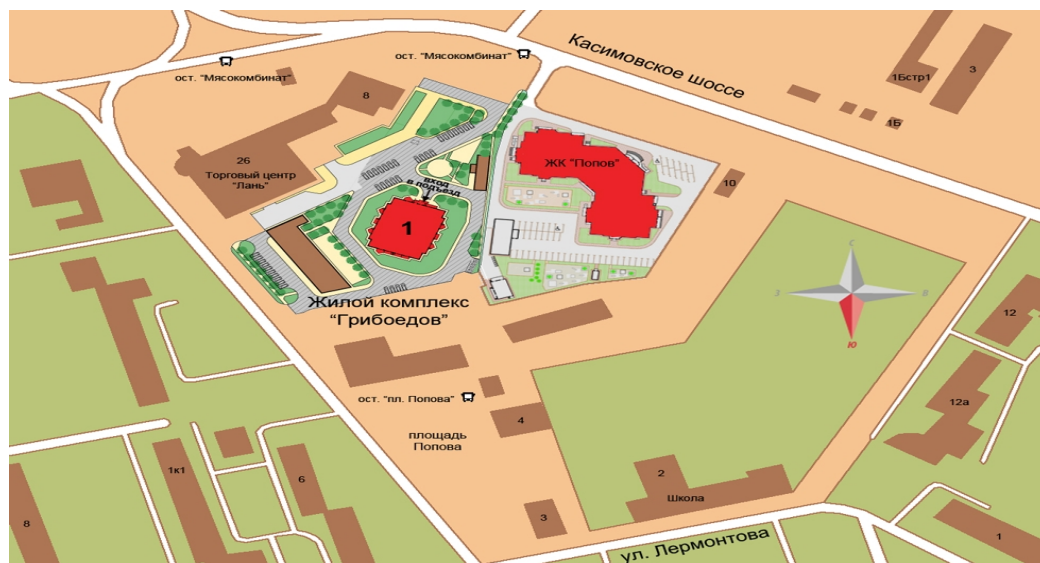 Касимовское шоссе
ост. "Мясокомбинат"
ост. "Мясокомбинат"
1Бстр1
3
8
1Б
26
Торговый центр
"Лань"
ЖК "Попов"
10
вход
в подъезд
1
С
З
В
Ю
Жилой комплекс
"Грибоедов"
12
ост. "пл. Попова"
12а
4
площадь
Попова
1к1
6
2
Школа
3
8
1
ул. Лермонтова